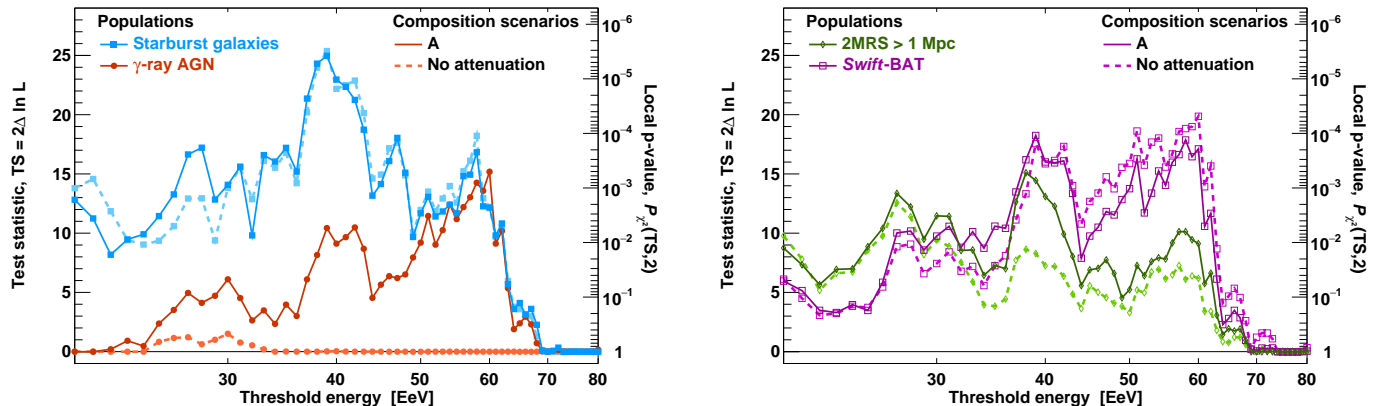 Populations
Starburst galaxies
γ-ray AGN
Composition scenarios
A
No attenuation
Test statistic, TS = 2Δ ln L
25
20
15
10
5
0
10⁻⁶
10⁻⁵
10⁻⁴
10⁻³
10⁻²
10⁻¹
1
Local p-value, P_χ²(TS,2)
30 40 50 60 70 80
Threshold energy [EeV]
Populations
2MRS > 1 Mpc
Swift-BAT
Composition scenarios
A
No attenuation
Test statistic, TS = 2Δ ln L
25
20
15
10
5
0
10⁻⁶
10⁻⁵
10⁻⁴
10⁻³
10⁻²
10⁻¹
1
Local p-value, P_χ²(TS,2)
30 40 50 60 70 80
Threshold energy [EeV]